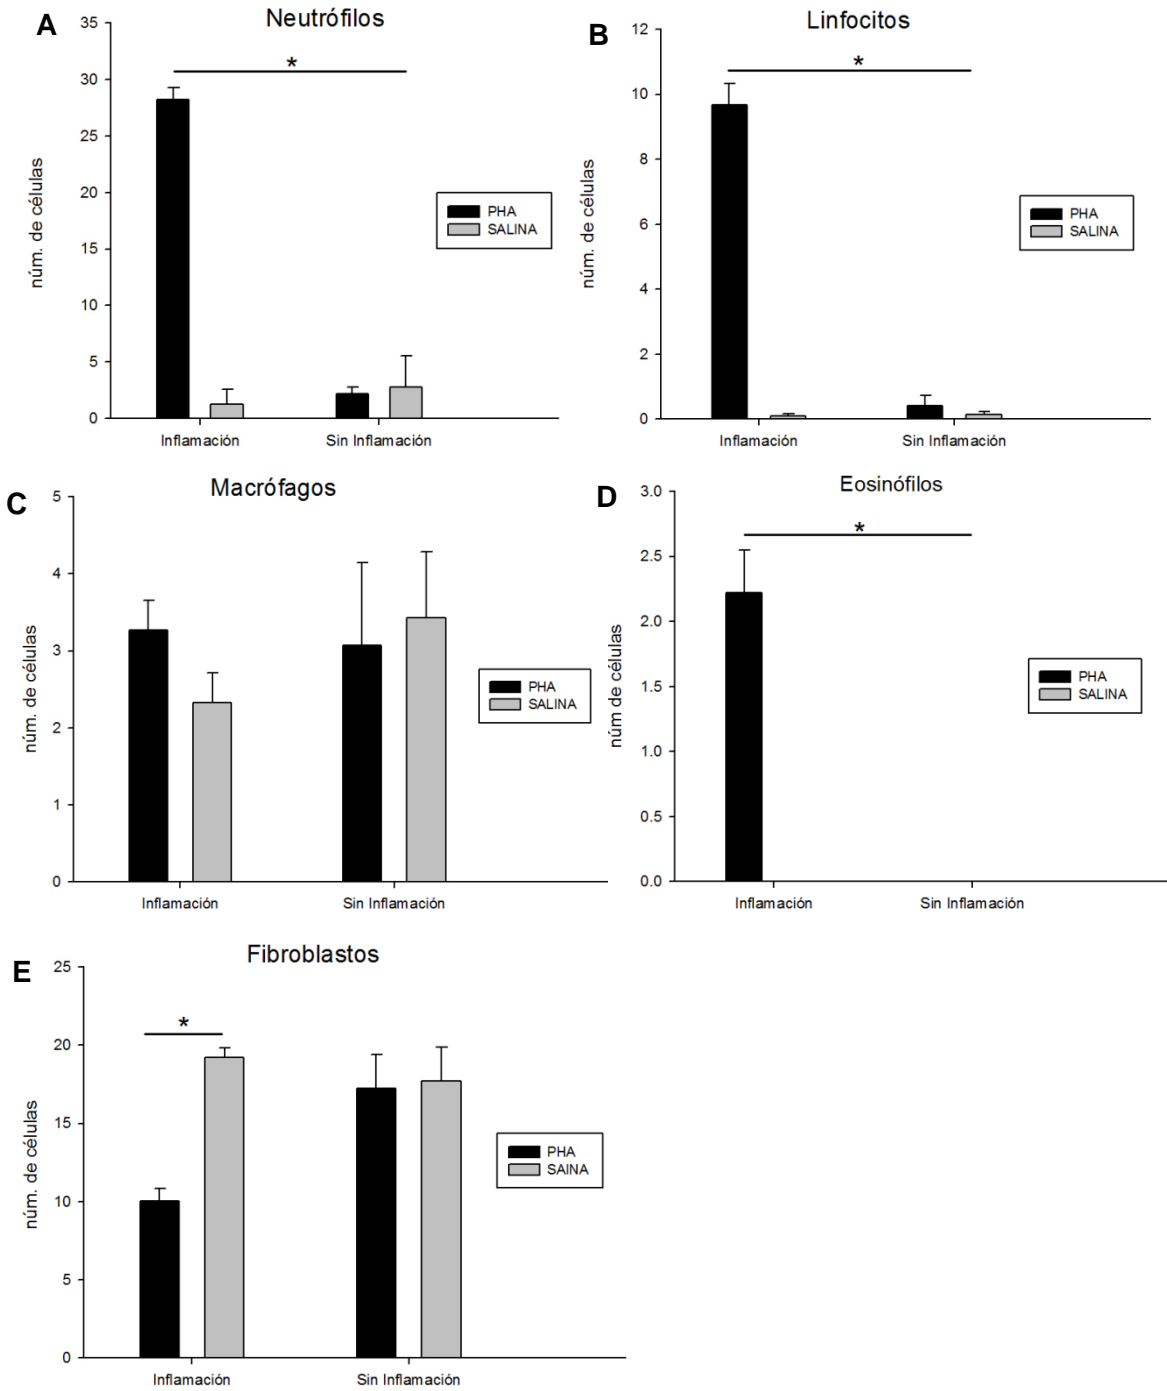 A
Neutrófilos
35
30
25
20
15
10
5
0
núm. de células
*
PHA
SALINA
Inflamación
Sin Inflamación
B
Linfocitos
12
10
8
6
4
2
0
núm. de células
*
PHA
SALINA
Inflamación
Sin Inflamación
C
Macrófagos
5
4
3
2
1
0
núm. de células
PHA
SALINA
Inflamación
Sin Inflamación
D
Eosinófilos
3.0
2.5
2.0
1.5
1.0
0.5
0.0
núm de células
*
PHA
SALINA
Inflamación
Sin Inflamación
E
Fibroblastos
25
20
15
10
5
0
núm. de células
*
PHA
SAINA
Inflamación
Sin Inflamación